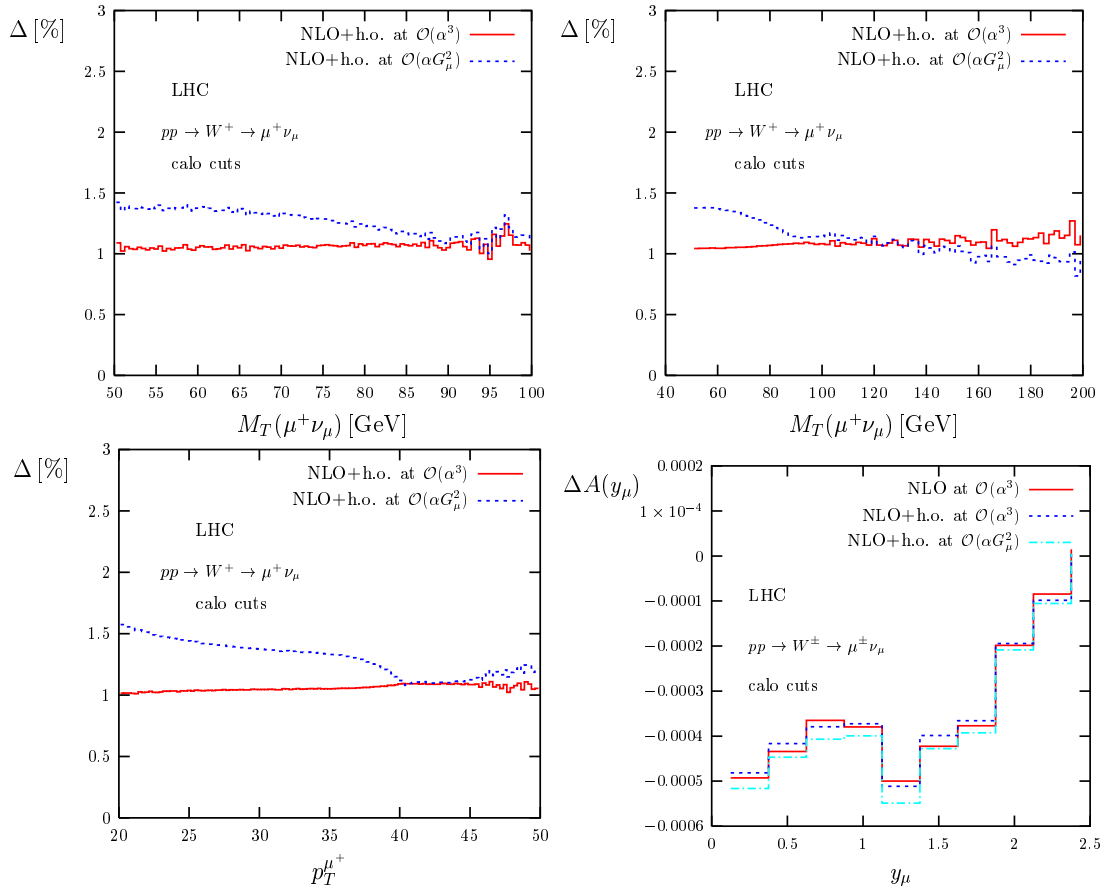 Δ [%]
3
2.5
2
1.5
1
0.5
0
NLO+h.o. at 𝒪(α³)
NLO+h.o. at 𝒪(αG_μ²)
LHC
pp → W⁺ → μ⁺ν_μ
calo cuts
50 55 60 65 70 75 80 85 90 95 100
M_T(μ⁺ν_μ) [GeV]
Δ [%]
3
2.5
2
1.5
1
0.5
0
NLO+h.o. at 𝒪(α³)
NLO+h.o. at 𝒪(αG_μ²)
LHC
pp → W⁺ → μ⁺ν_μ
calo cuts
40 60 80 100 120 140 160 180 200
M_T(μ⁺ν_μ) [GeV]
Δ [%]
3
2.5
2
1.5
1
0.5
0
NLO+h.o. at 𝒪(α³)
NLO+h.o. at 𝒪(αG_μ²)
LHC
pp → W⁺ → μ⁺ν_μ
calo cuts
20 25 30 35 40 45 50
p_T^{μ⁺}
ΔA(y_μ)
0.0002
1 × 10⁻⁴
0
−0.0001
−0.0002
−0.0003
−0.0004
−0.0005
−0.0006
NLO at 𝒪(α³)
NLO+h.o. at 𝒪(α³)
NLO+h.o. at 𝒪(αG_μ²)
LHC
pp → W^± → μ^±ν_μ
calo cuts
0 0.5 1 1.5 2 2.5
y_μ